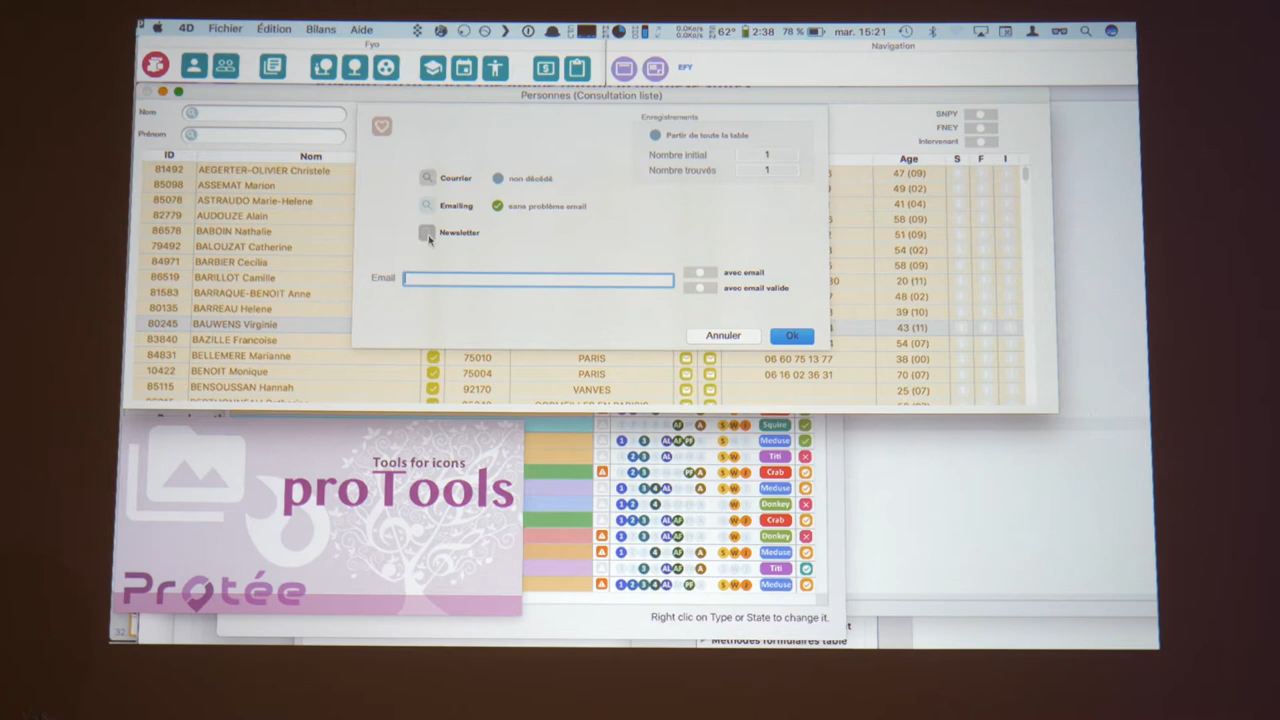 4D Fichier Édition Bilans Aide 62° 2:38 78 % mar. 15:21
Fyo
Navigation
EFY
Personnes (Consultation liste)
Nom
Prénom
SNPY
FNEY
Intervenant
Enregistrements
Partir de toute la table
Nombre initial 1
Nombre trouvés 1
Courrier non décédé
Emailing sans problème email
Newsletter
Email
avec email
avec email valide
Annuler Ok
ID Nom Age S F I
81492 AEGERTER-OLIVIER Christele 47 (09)
85098 ASSEMAT Marion 49 (02)
85078 ASTRAUDO Marie-Helene 41 (04)
82779 AUDOUZE Alain 58 (09)
86578 BABOIN Nathalie 51 (09)
79492 BALOUZAT Catherine 54 (02)
84971 BARBIER Cecilia 58 (09)
86519 BARILLOT Camille 20 (11)
81583 BARRAQUE-BENOIT Anne 48 (02)
80135 BARREAU Helene 39 (10)
80245 BAUWENS Virginie 43 (11)
83840 BAZILLE Francoise 54 (07)
84831 BELLEMERE Marianne 75010 PARIS 06 60 75 13 77 38 (00)
10422 BENOIT Monique 75004 PARIS 06 16 02 36 31 70 (07)
85115 BENSOUSSAN Hannah 92170 VANVES 25 (07)
Tools for icons
proTools
Protée
Squire
Meduse
Titi
Crab
Meduse
Donkey
Crab
Donkey
Meduse
Titi
Meduse
Right clic on Type or State to change it.
32
Méthodes formulaires table